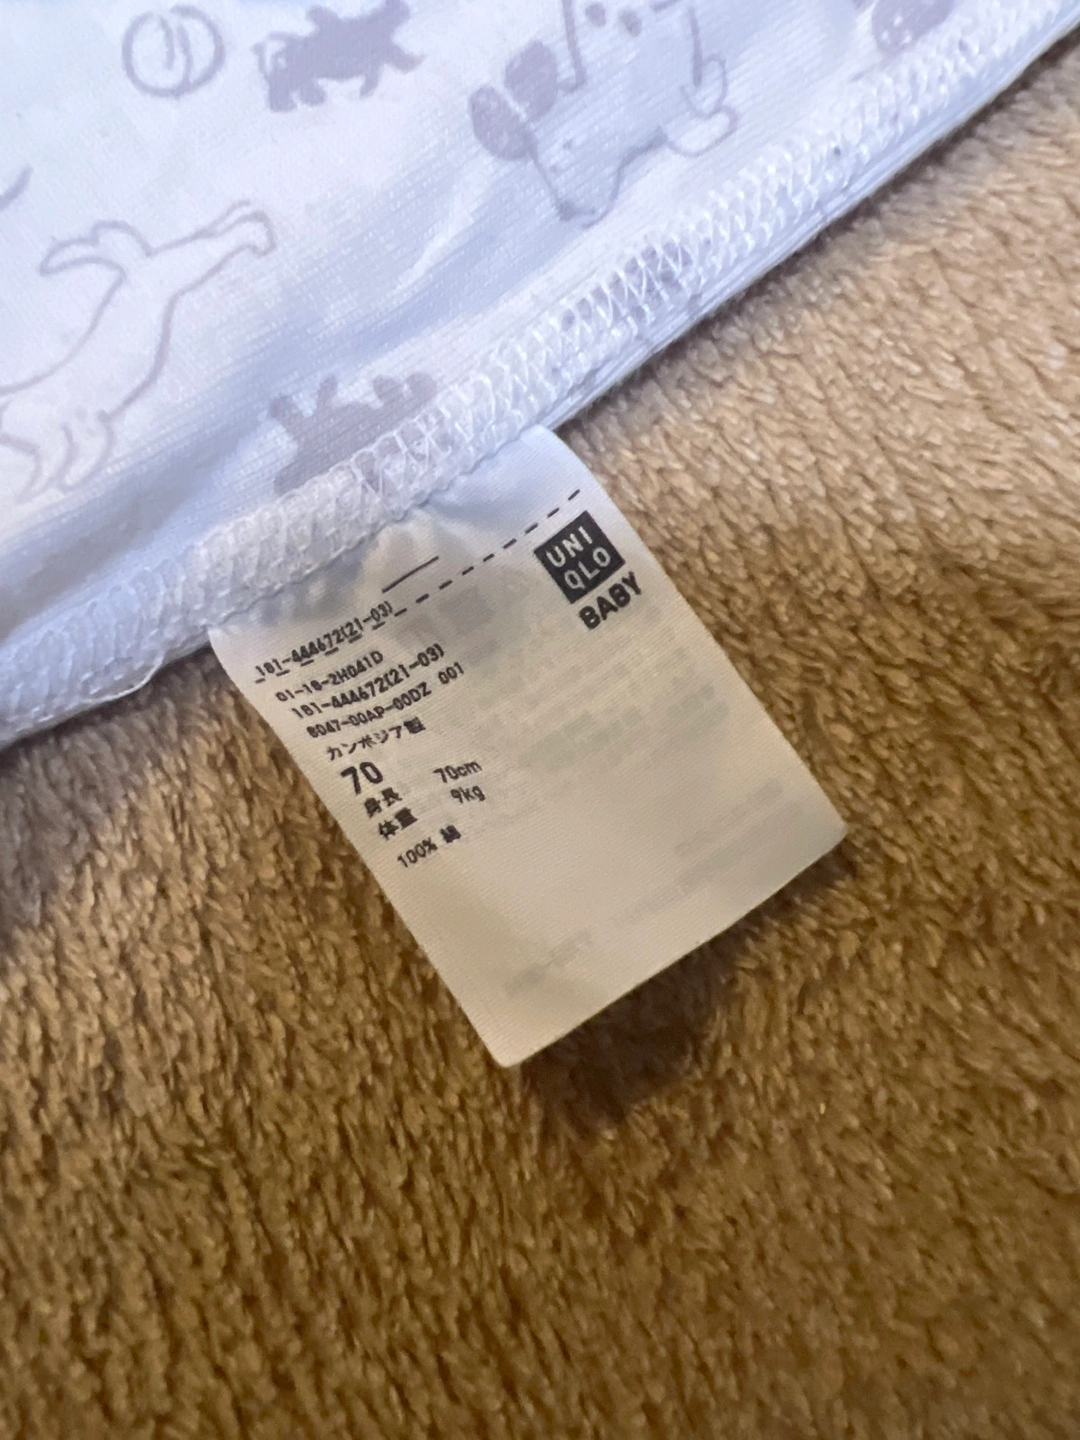 UNI
QLO
BABY
181-444672(21-03)
01-18-2H041D
181-444672(21-03)
8047-00AP-00DZ 001
カンボジア製
70
身長 70cm
体重 9kg
100% 綿